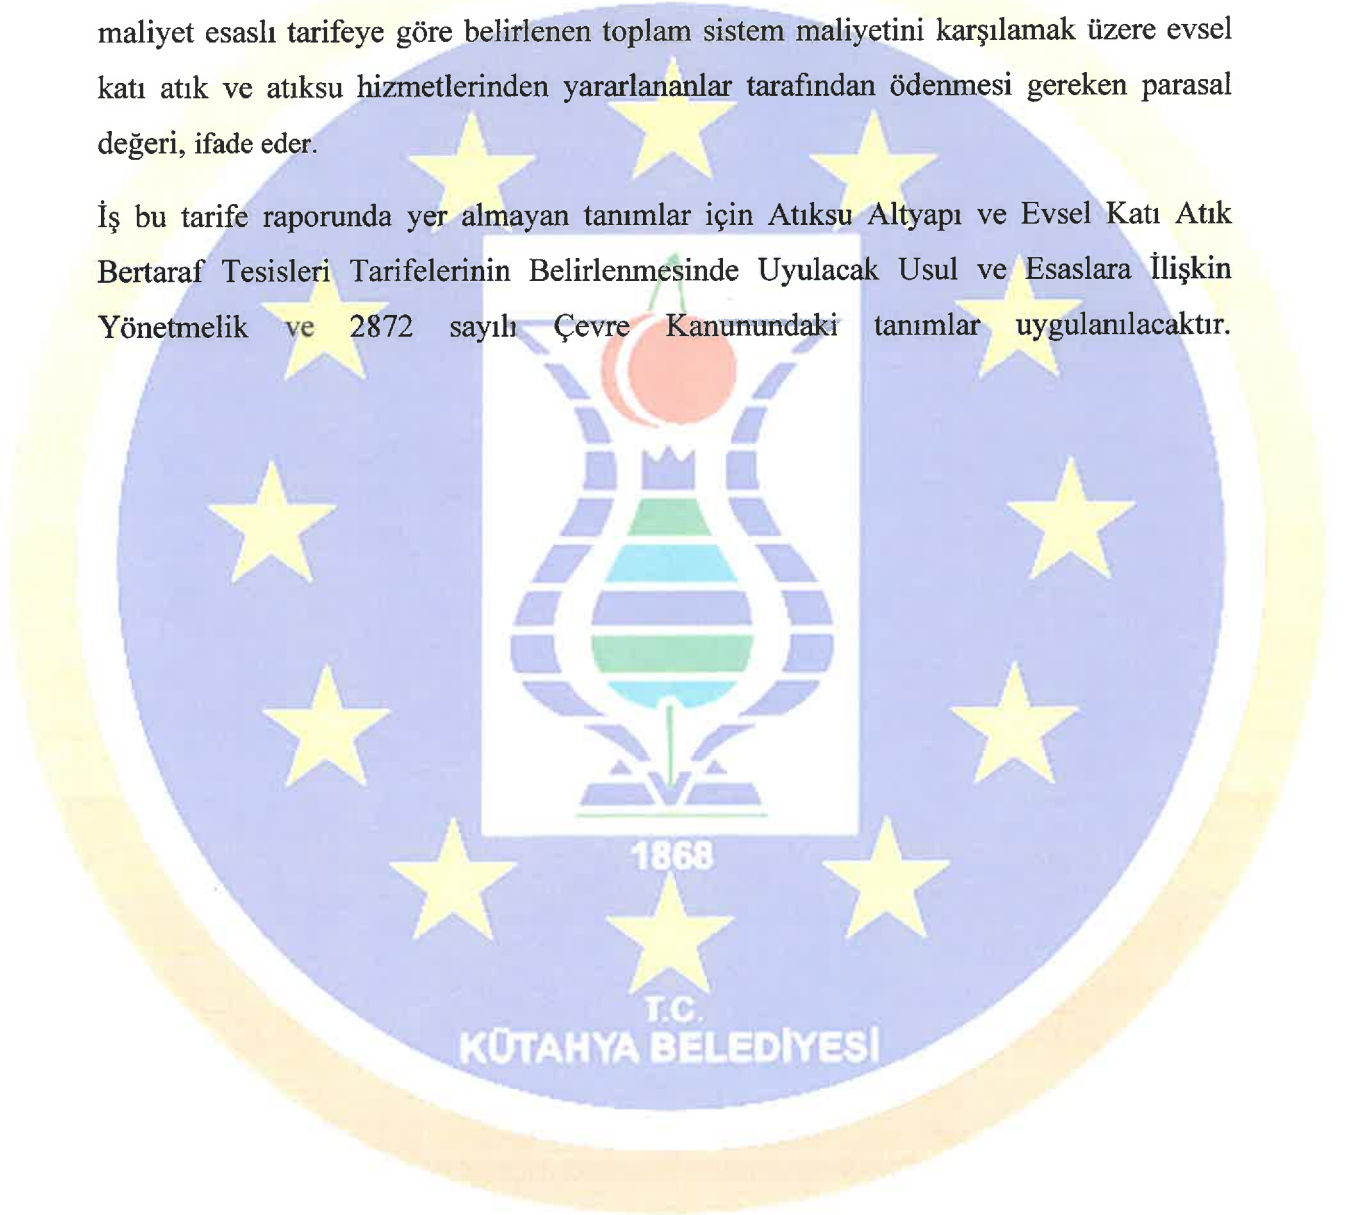 maliyet esaslı tarifeye göre belirlenen toplam sistem maliyetini karşılamak üzere evsel
katı atık ve atıksu hizmetlerinden yararlananlar tarafından ödenmesi gereken parasal
değeri, ifade eder.
İş bu tarife raporunda yer almayan tanımlar için Atıksu Altyapı ve Evsel Katı Atık
Bertaraf Tesisleri Tarifelerinin Belirlenmesinde Uyulacak Usul ve Esaslara İlişkin
Yönetmelik ve 2872 sayılı Çevre Kanunundaki tanımlar uygulanılacaktır.
1868
T.C.
KÜTAHYA BELEDİYESİ